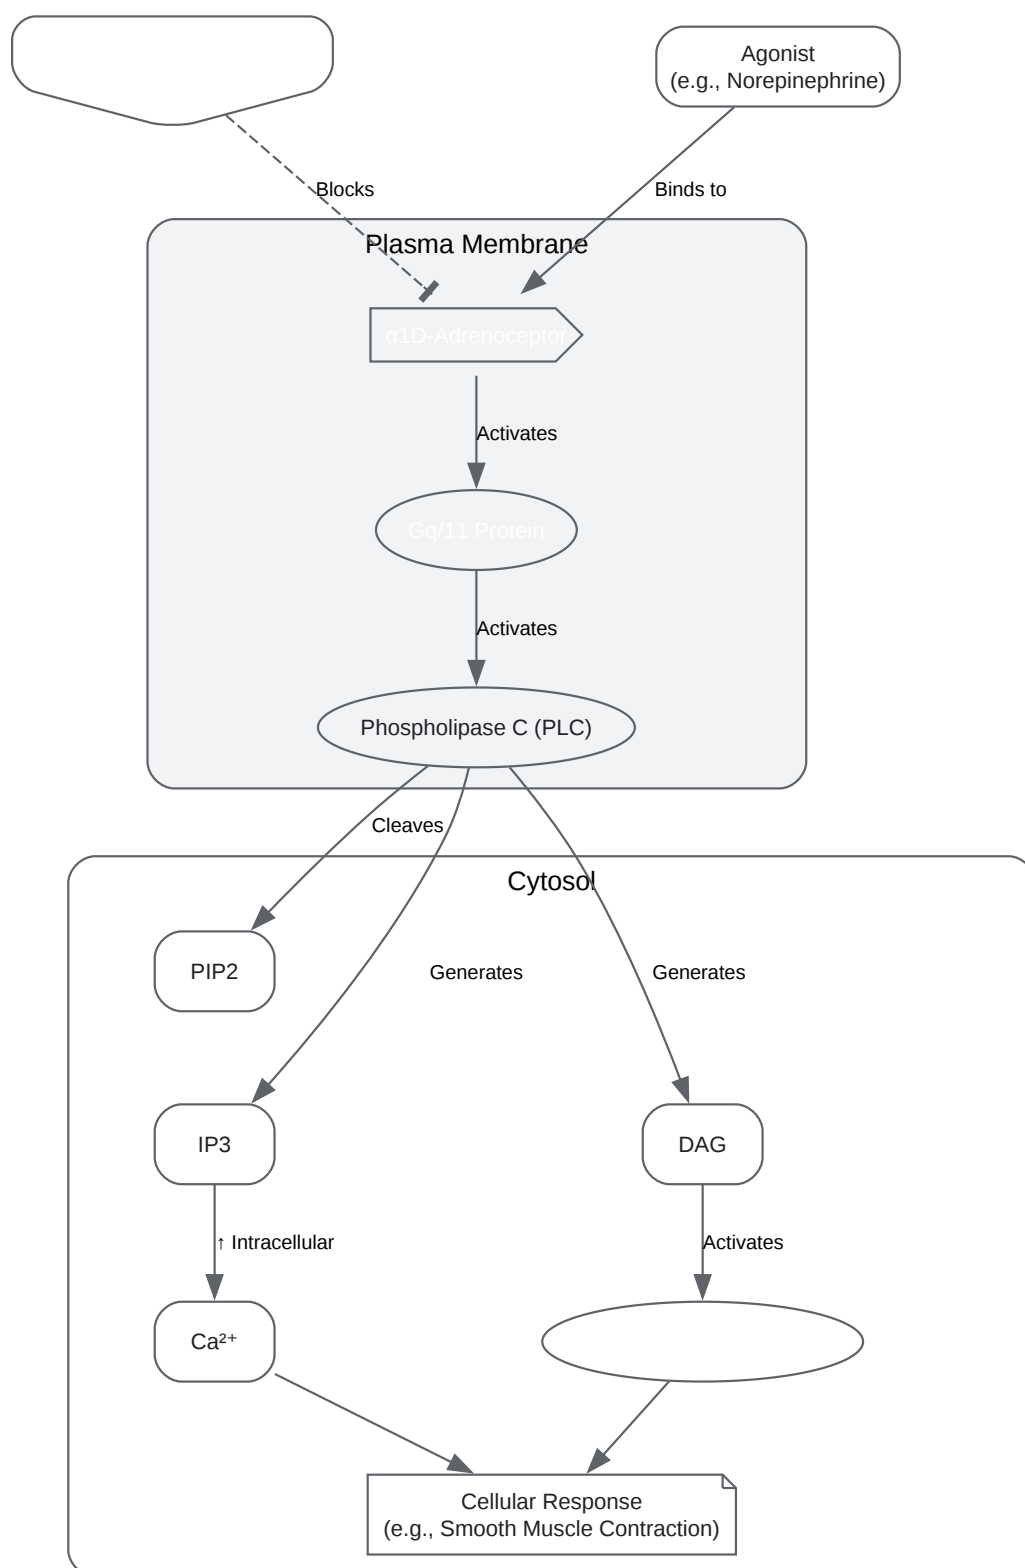 Agonist
(e.g., Norepinephrine)
Blocks
Binds to
Plasma Membrane
α1D-Adrenoceptor
Activates
Gq/11 Protein
Activates
Phospholipase C (PLC)
Cleaves
Cytosol
PIP2
Generates
Generates
IP3
DAG
↑ Intracellular
Activates
Ca²⁺
Cellular Response
(e.g., Smooth Muscle Contraction)